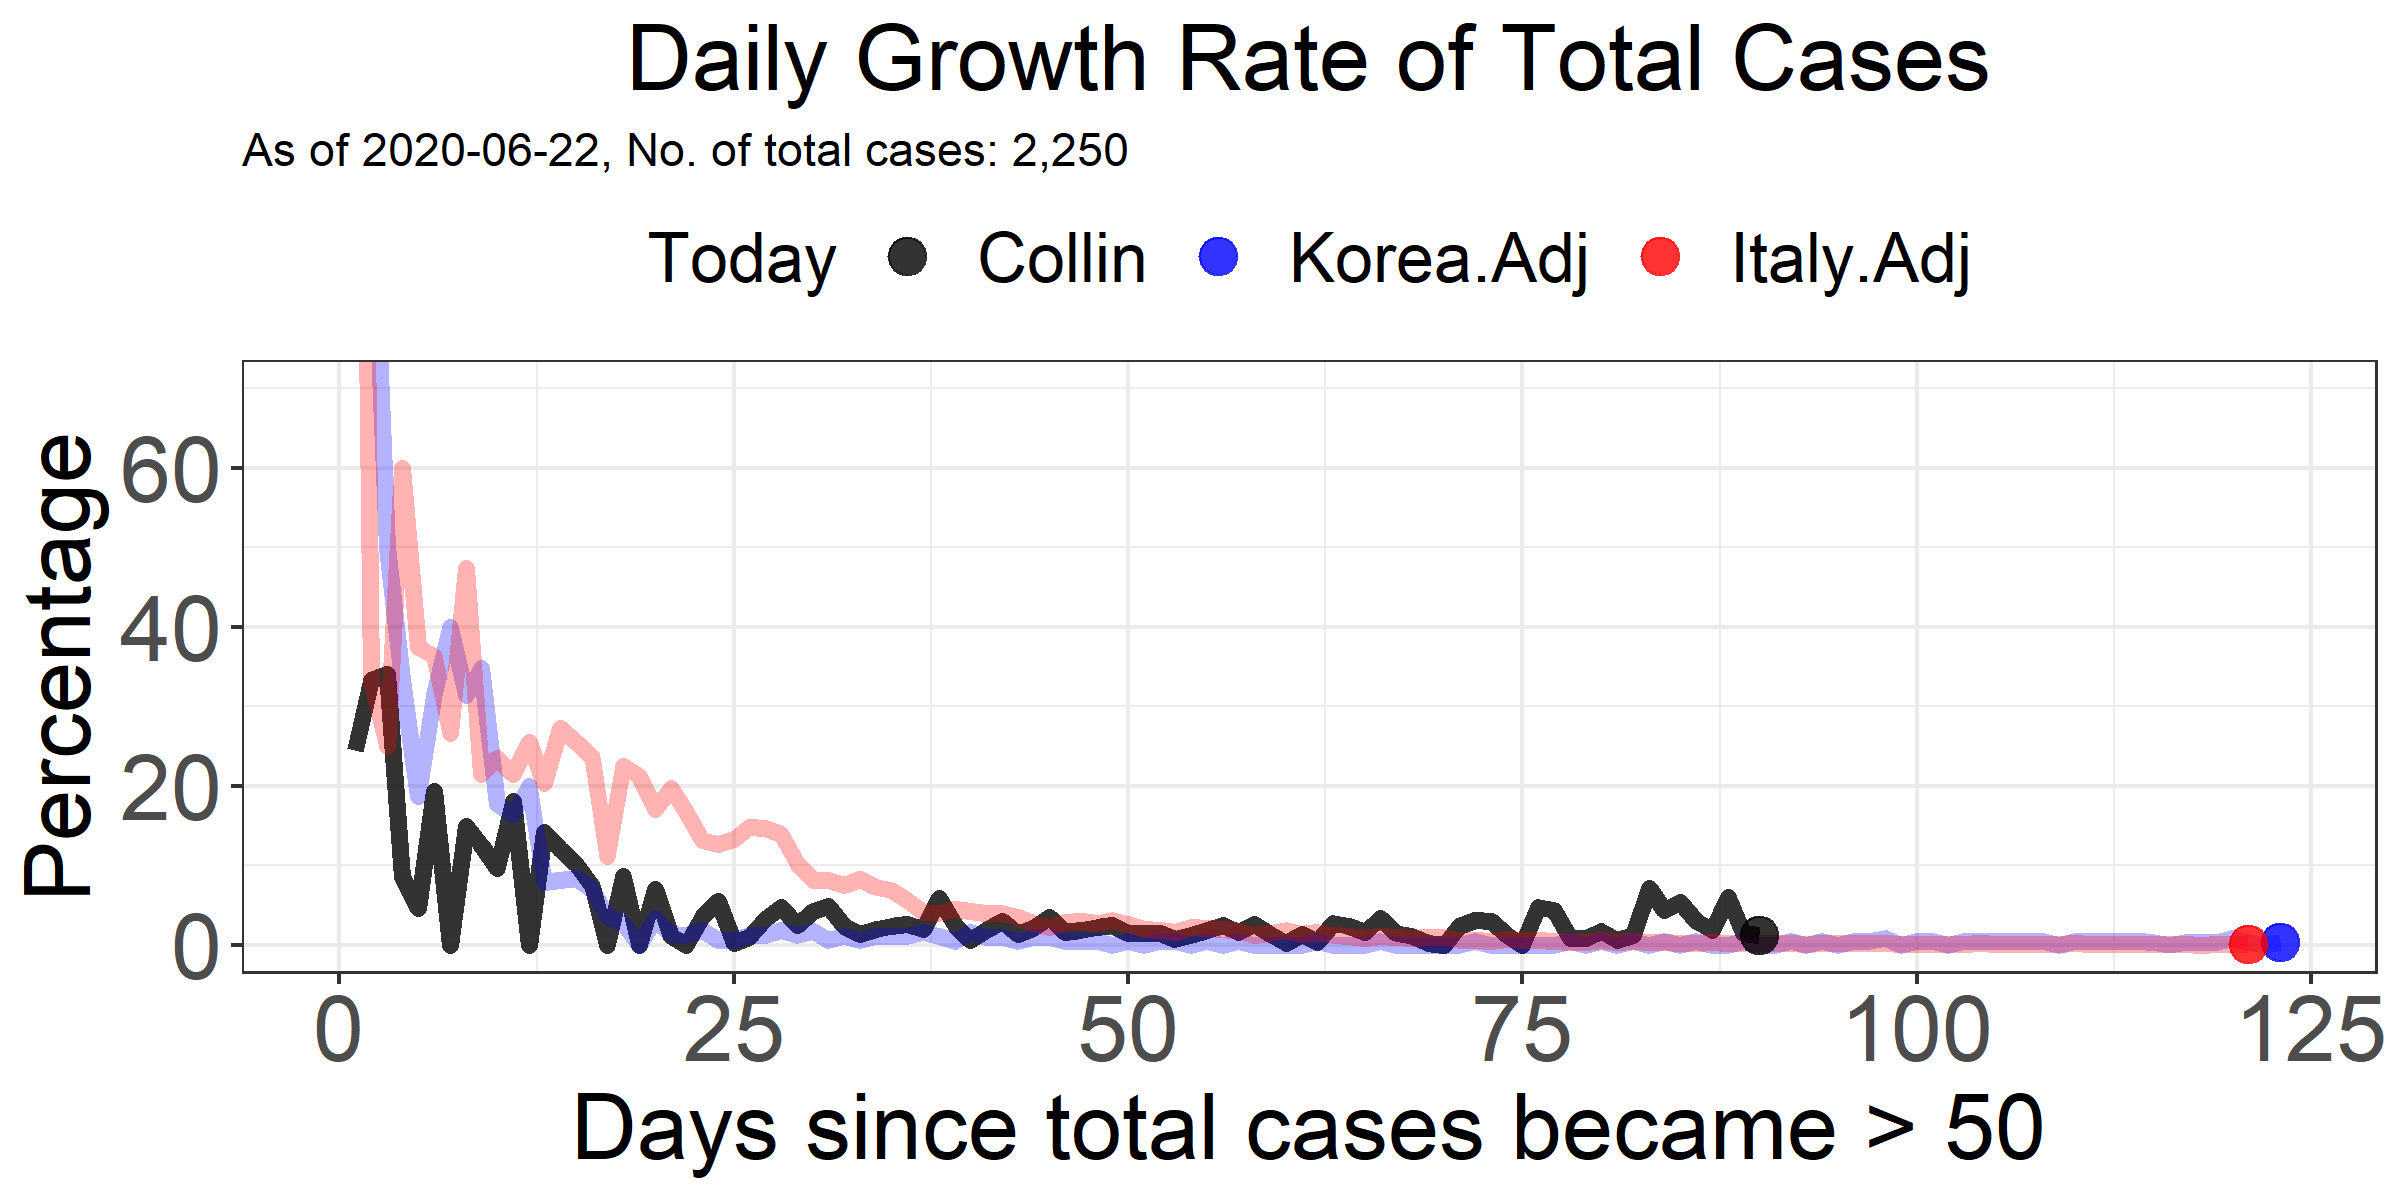 Daily Growth Rate of Total Cases
As of 2020-06-22, No. of total cases: 2,250
Today Collin Korea.Adj Italy.Adj
Percentage
60
40
20
0
0 25 50 75 100 125
Days since total cases became > 50